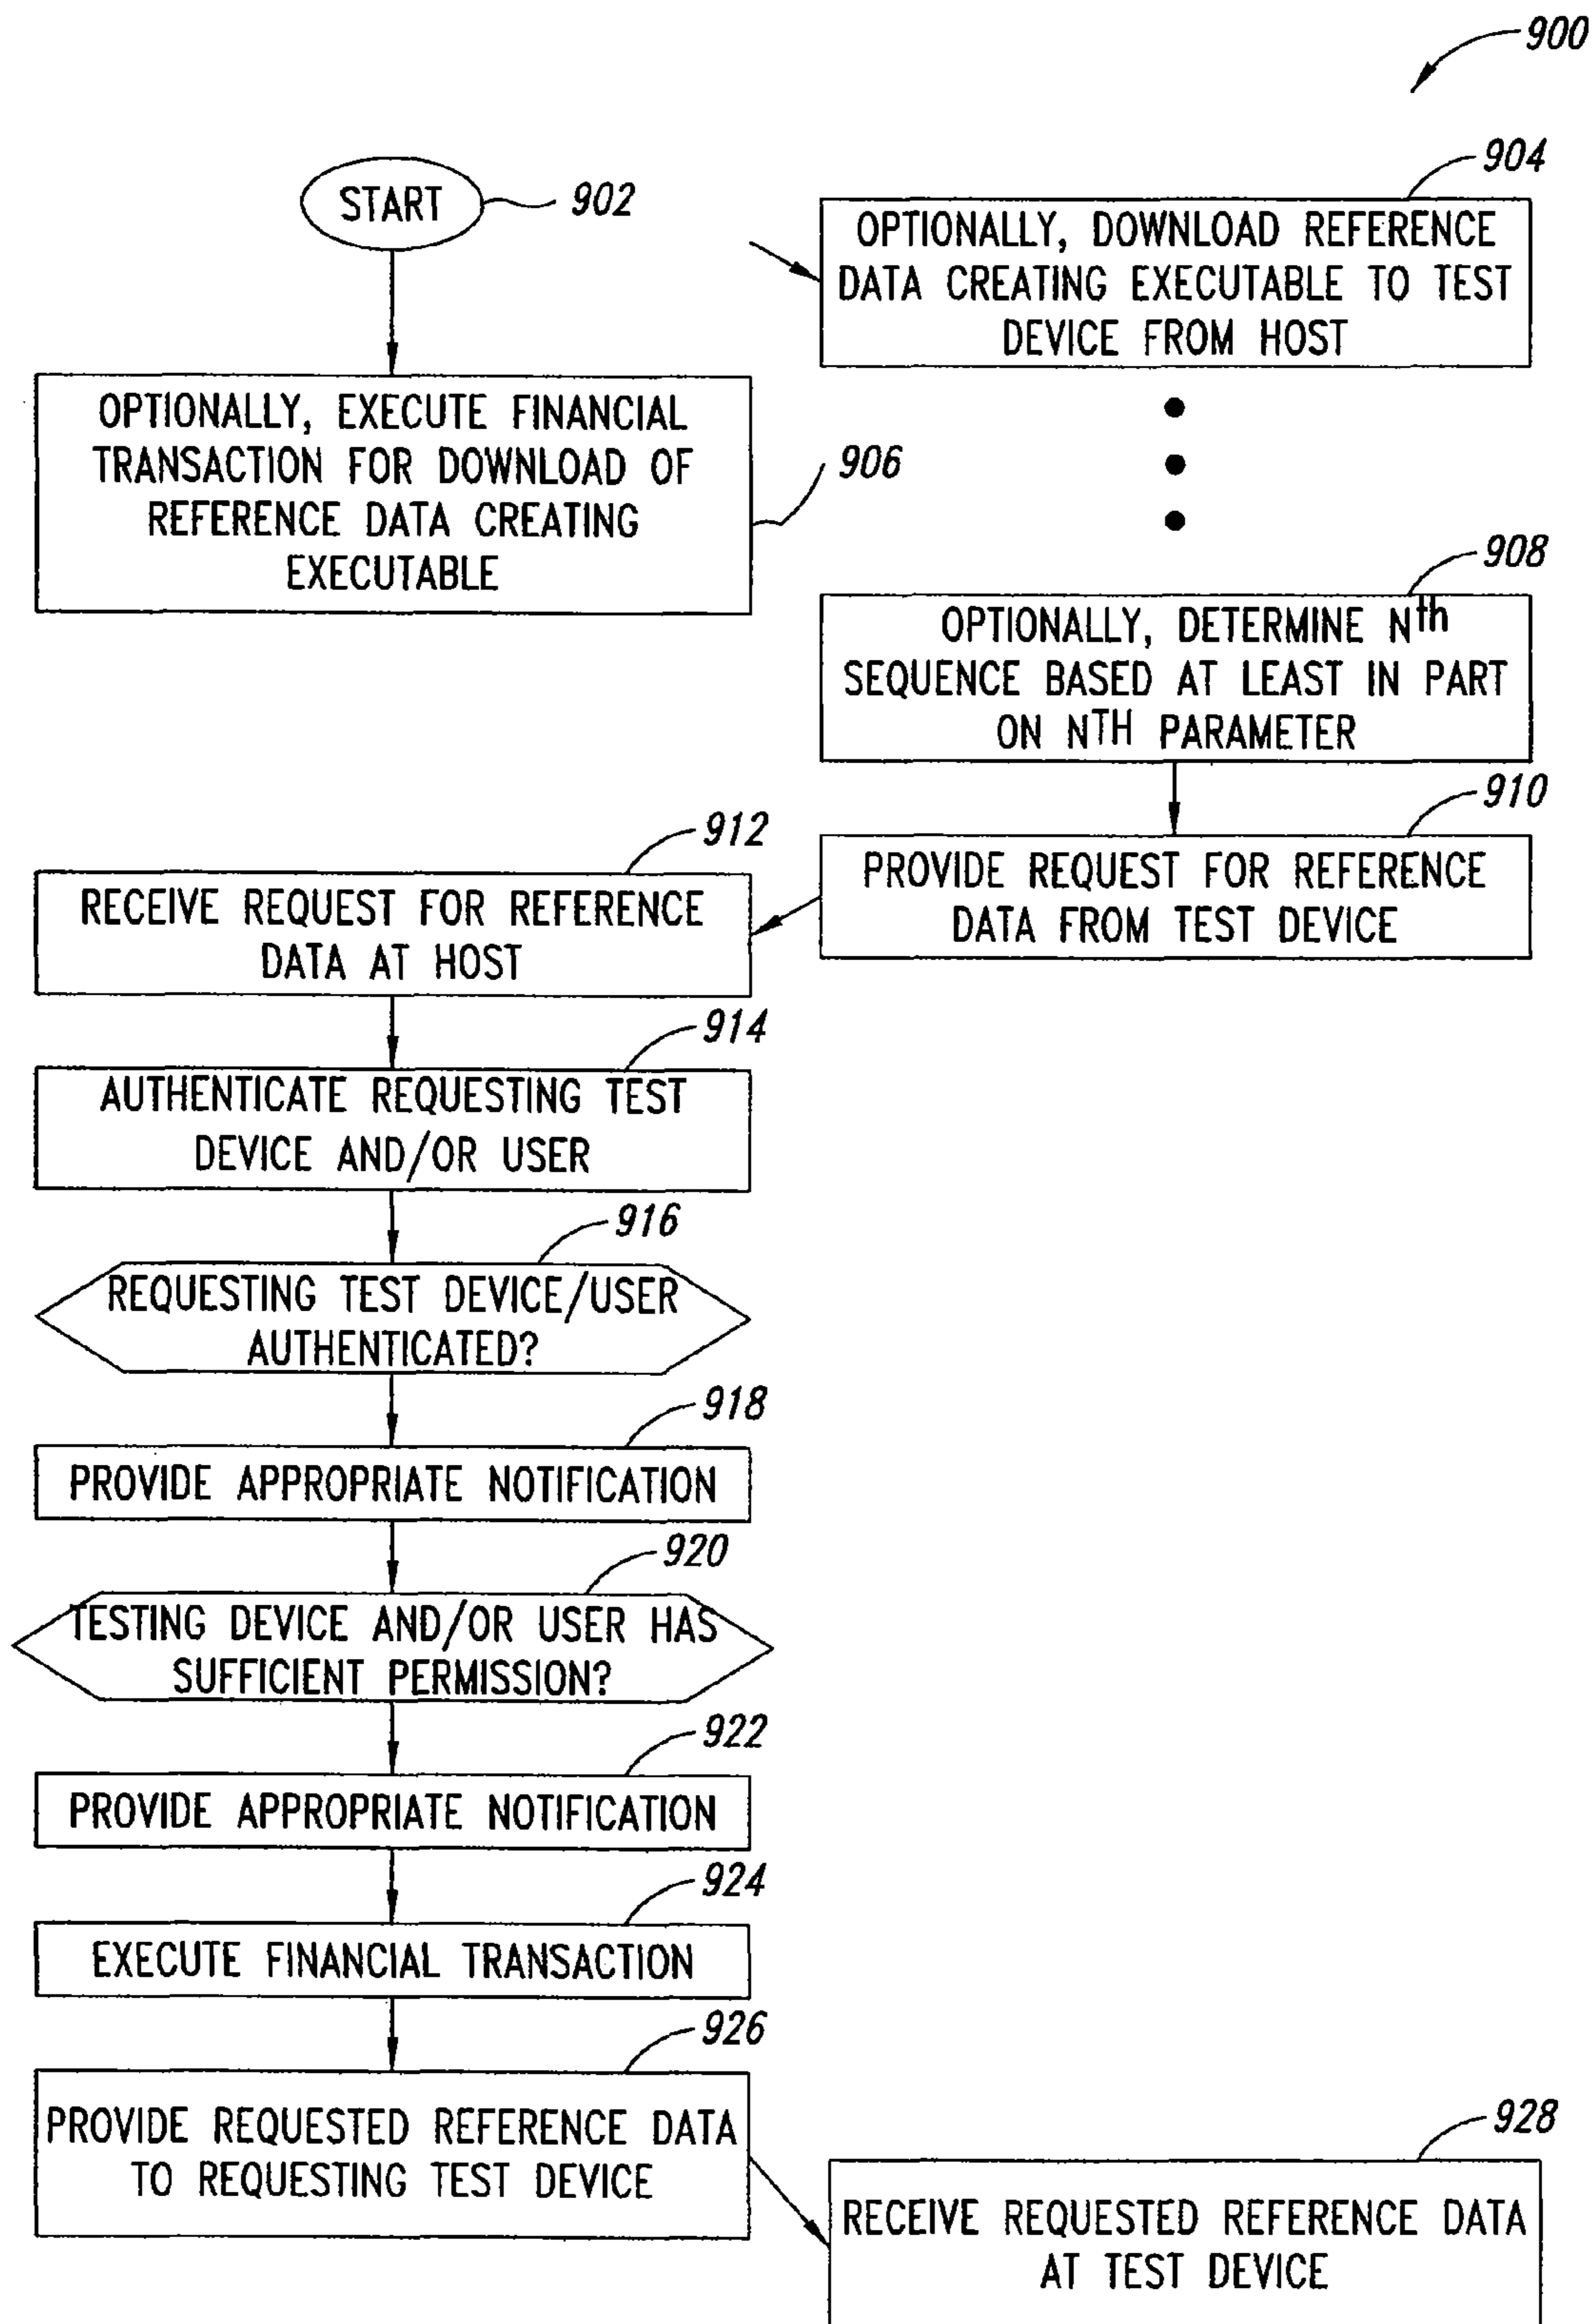 900
START
902
904
OPTIONALLY, DOWNLOAD REFERENCE
DATA CREATING EXECUTABLE TO TEST
DEVICE FROM HOST
OPTIONALLY, EXECUTE FINANCIAL
TRANSACTION FOR DOWNLOAD OF
REFERENCE DATA CREATING
EXECUTABLE
906
908
OPTIONALLY, DETERMINE Nth
SEQUENCE BASED AT LEAST IN PART
ON NTH PARAMETER
910
PROVIDE REQUEST FOR REFERENCE
DATA FROM TEST DEVICE
912
RECEIVE REQUEST FOR REFERENCE
DATA AT HOST
914
AUTHENTICATE REQUESTING TEST
DEVICE AND/OR USER
916
REQUESTING TEST DEVICE/USER
AUTHENTICATED?
918
PROVIDE APPROPRIATE NOTIFICATION
920
TESTING DEVICE AND/OR USER HAS
SUFFICIENT PERMISSION?
922
PROVIDE APPROPRIATE NOTIFICATION
924
EXECUTE FINANCIAL TRANSACTION
926
PROVIDE REQUESTED REFERENCE DATA
TO REQUESTING TEST DEVICE
928
RECEIVE REQUESTED REFERENCE DATA
AT TEST DEVICE